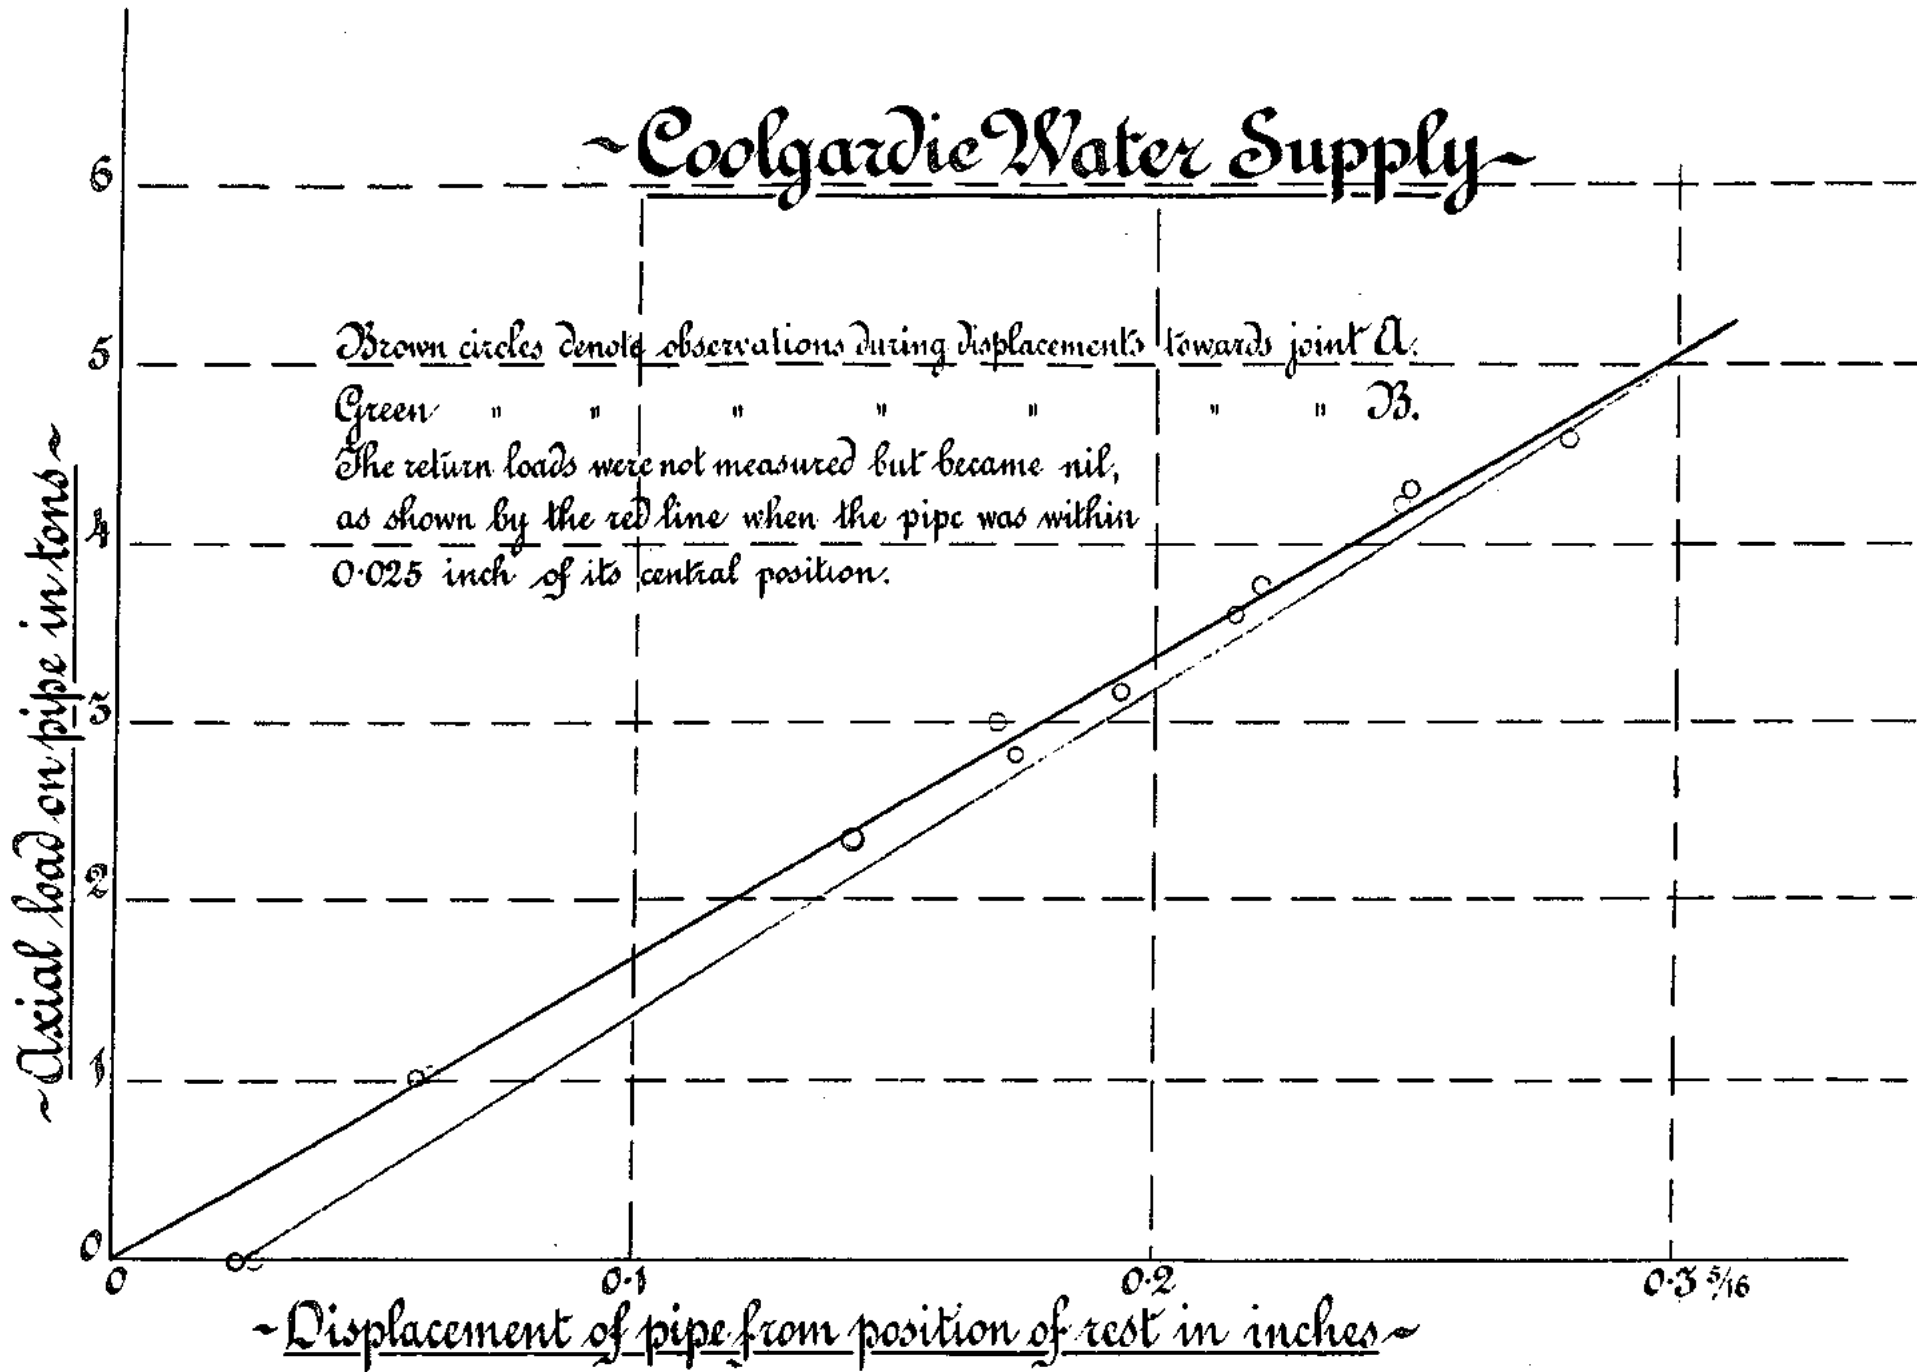 ~Coolgardie Water Supply~
6
5
4
3
2
1
0
~Axial load on pipe in tons~
Brown circles denote observations during displacements towards joint A.
Green " " " " " " " B.
The return loads were not measured but became nil,
as shown by the red line when the pipe was within
0·025 inch of its central position.
0 0·1 0·2 0·3 5/16
~Displacement of pipe from position of rest in inches~